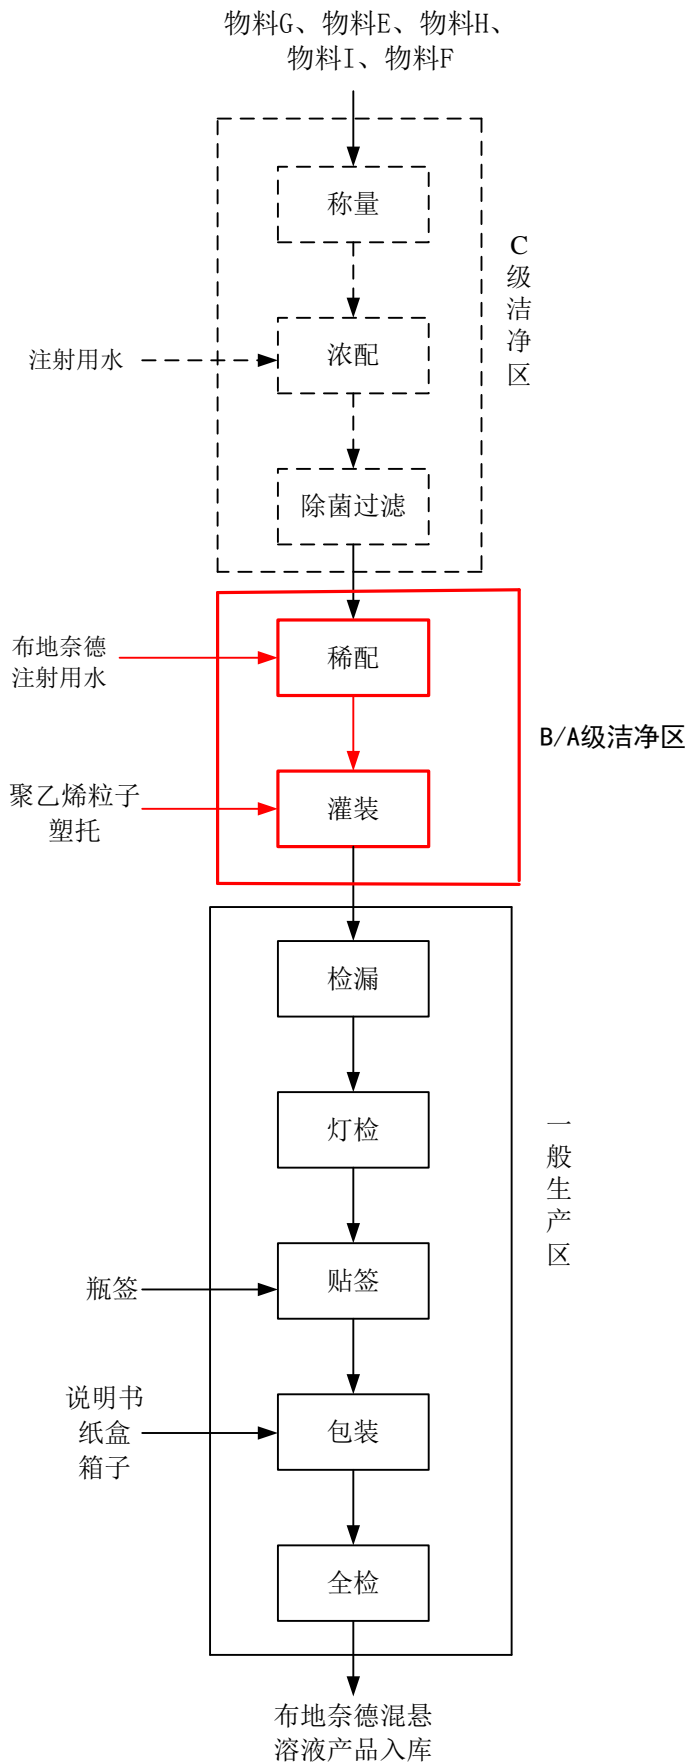 物料G、物料E、物料H、
物料I、物料F
称量
C级洁净区
注射用水
浓配
除菌过滤
布地奈德
注射用水
稀配
B/A级洁净区
聚乙烯粒子
塑托
灌装
检漏
灯检
一般生产区
瓶签
贴签
说明书
纸盒
箱子
包装
全检
布地奈德混悬
溶液产品入库